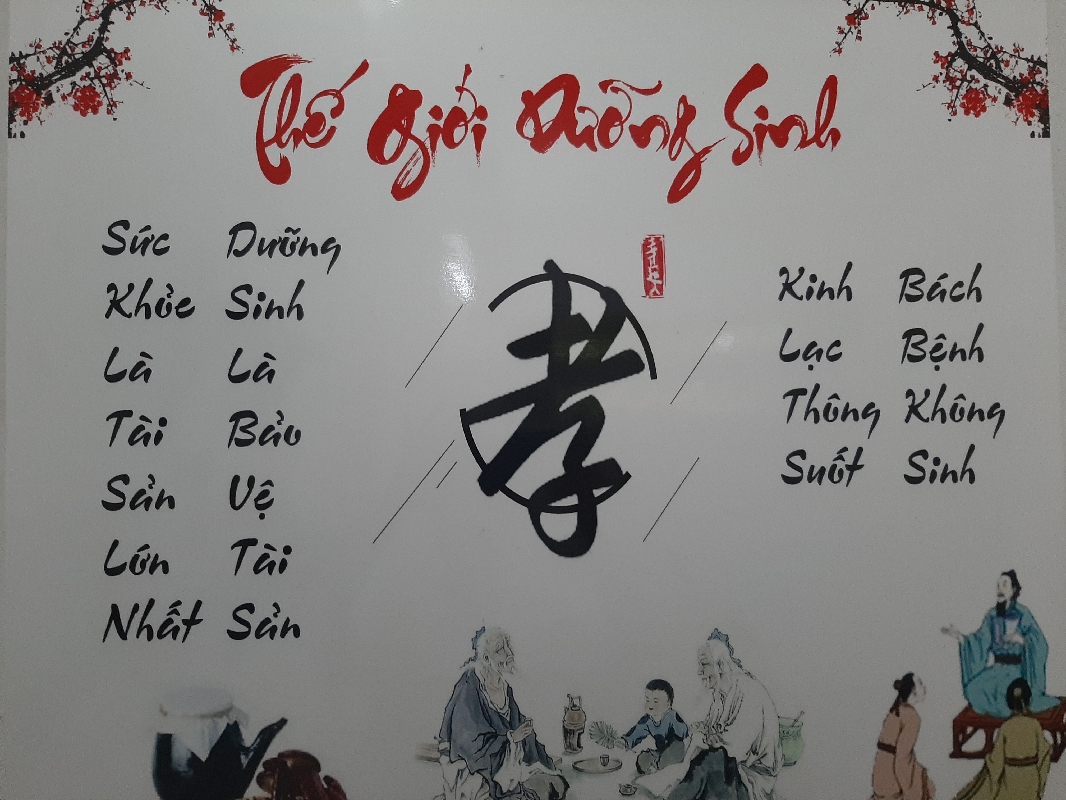 Thế Giới Dưỡng Sinh
Sức Khỏe Là Tài Sản Lớn Nhất
Dưỡng Sinh Là Bảo Vệ Tài Sản
孝
Kinh Lạc Thông Suốt
Bách Bệnh Không Sinh